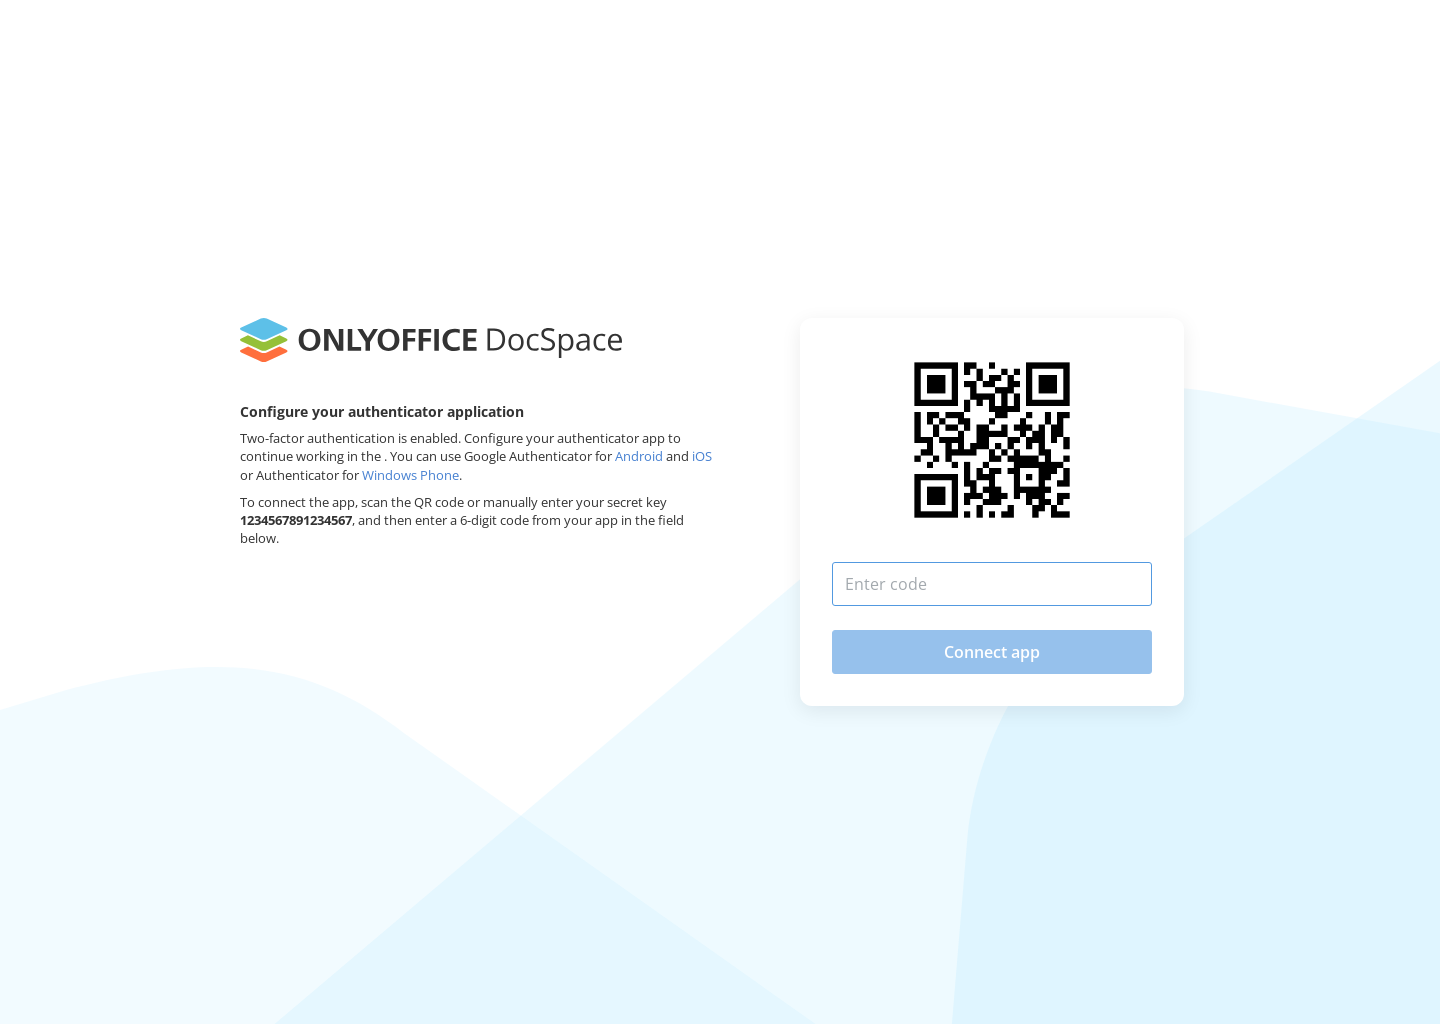 ONLYOFFICE DocSpace
Configure your authenticator application
Two-factor authentication is enabled. Configure your authenticator app to
continue working in the . You can use Google Authenticator for Android and iOS
or Authenticator for Windows Phone.
To connect the app, scan the QR code or manually enter your secret key
1234567891234567, and then enter a 6-digit code from your app in the field
below.
Enter code
Connect app